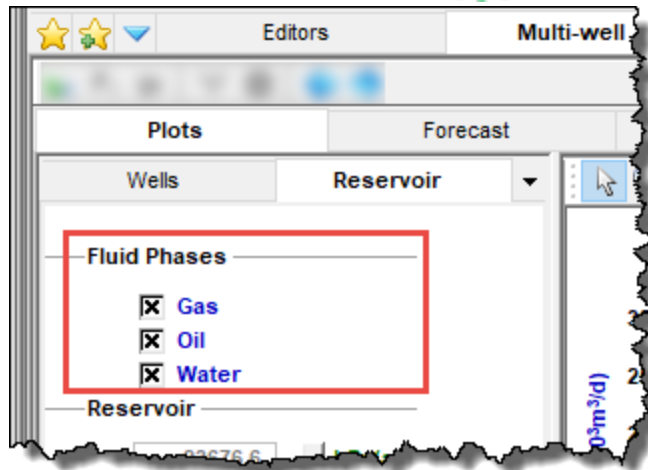 Editors Multi-well
Plots Forecast
Wells Reservoir
Fluid Phases
Gas
Oil
Water
Reservoir